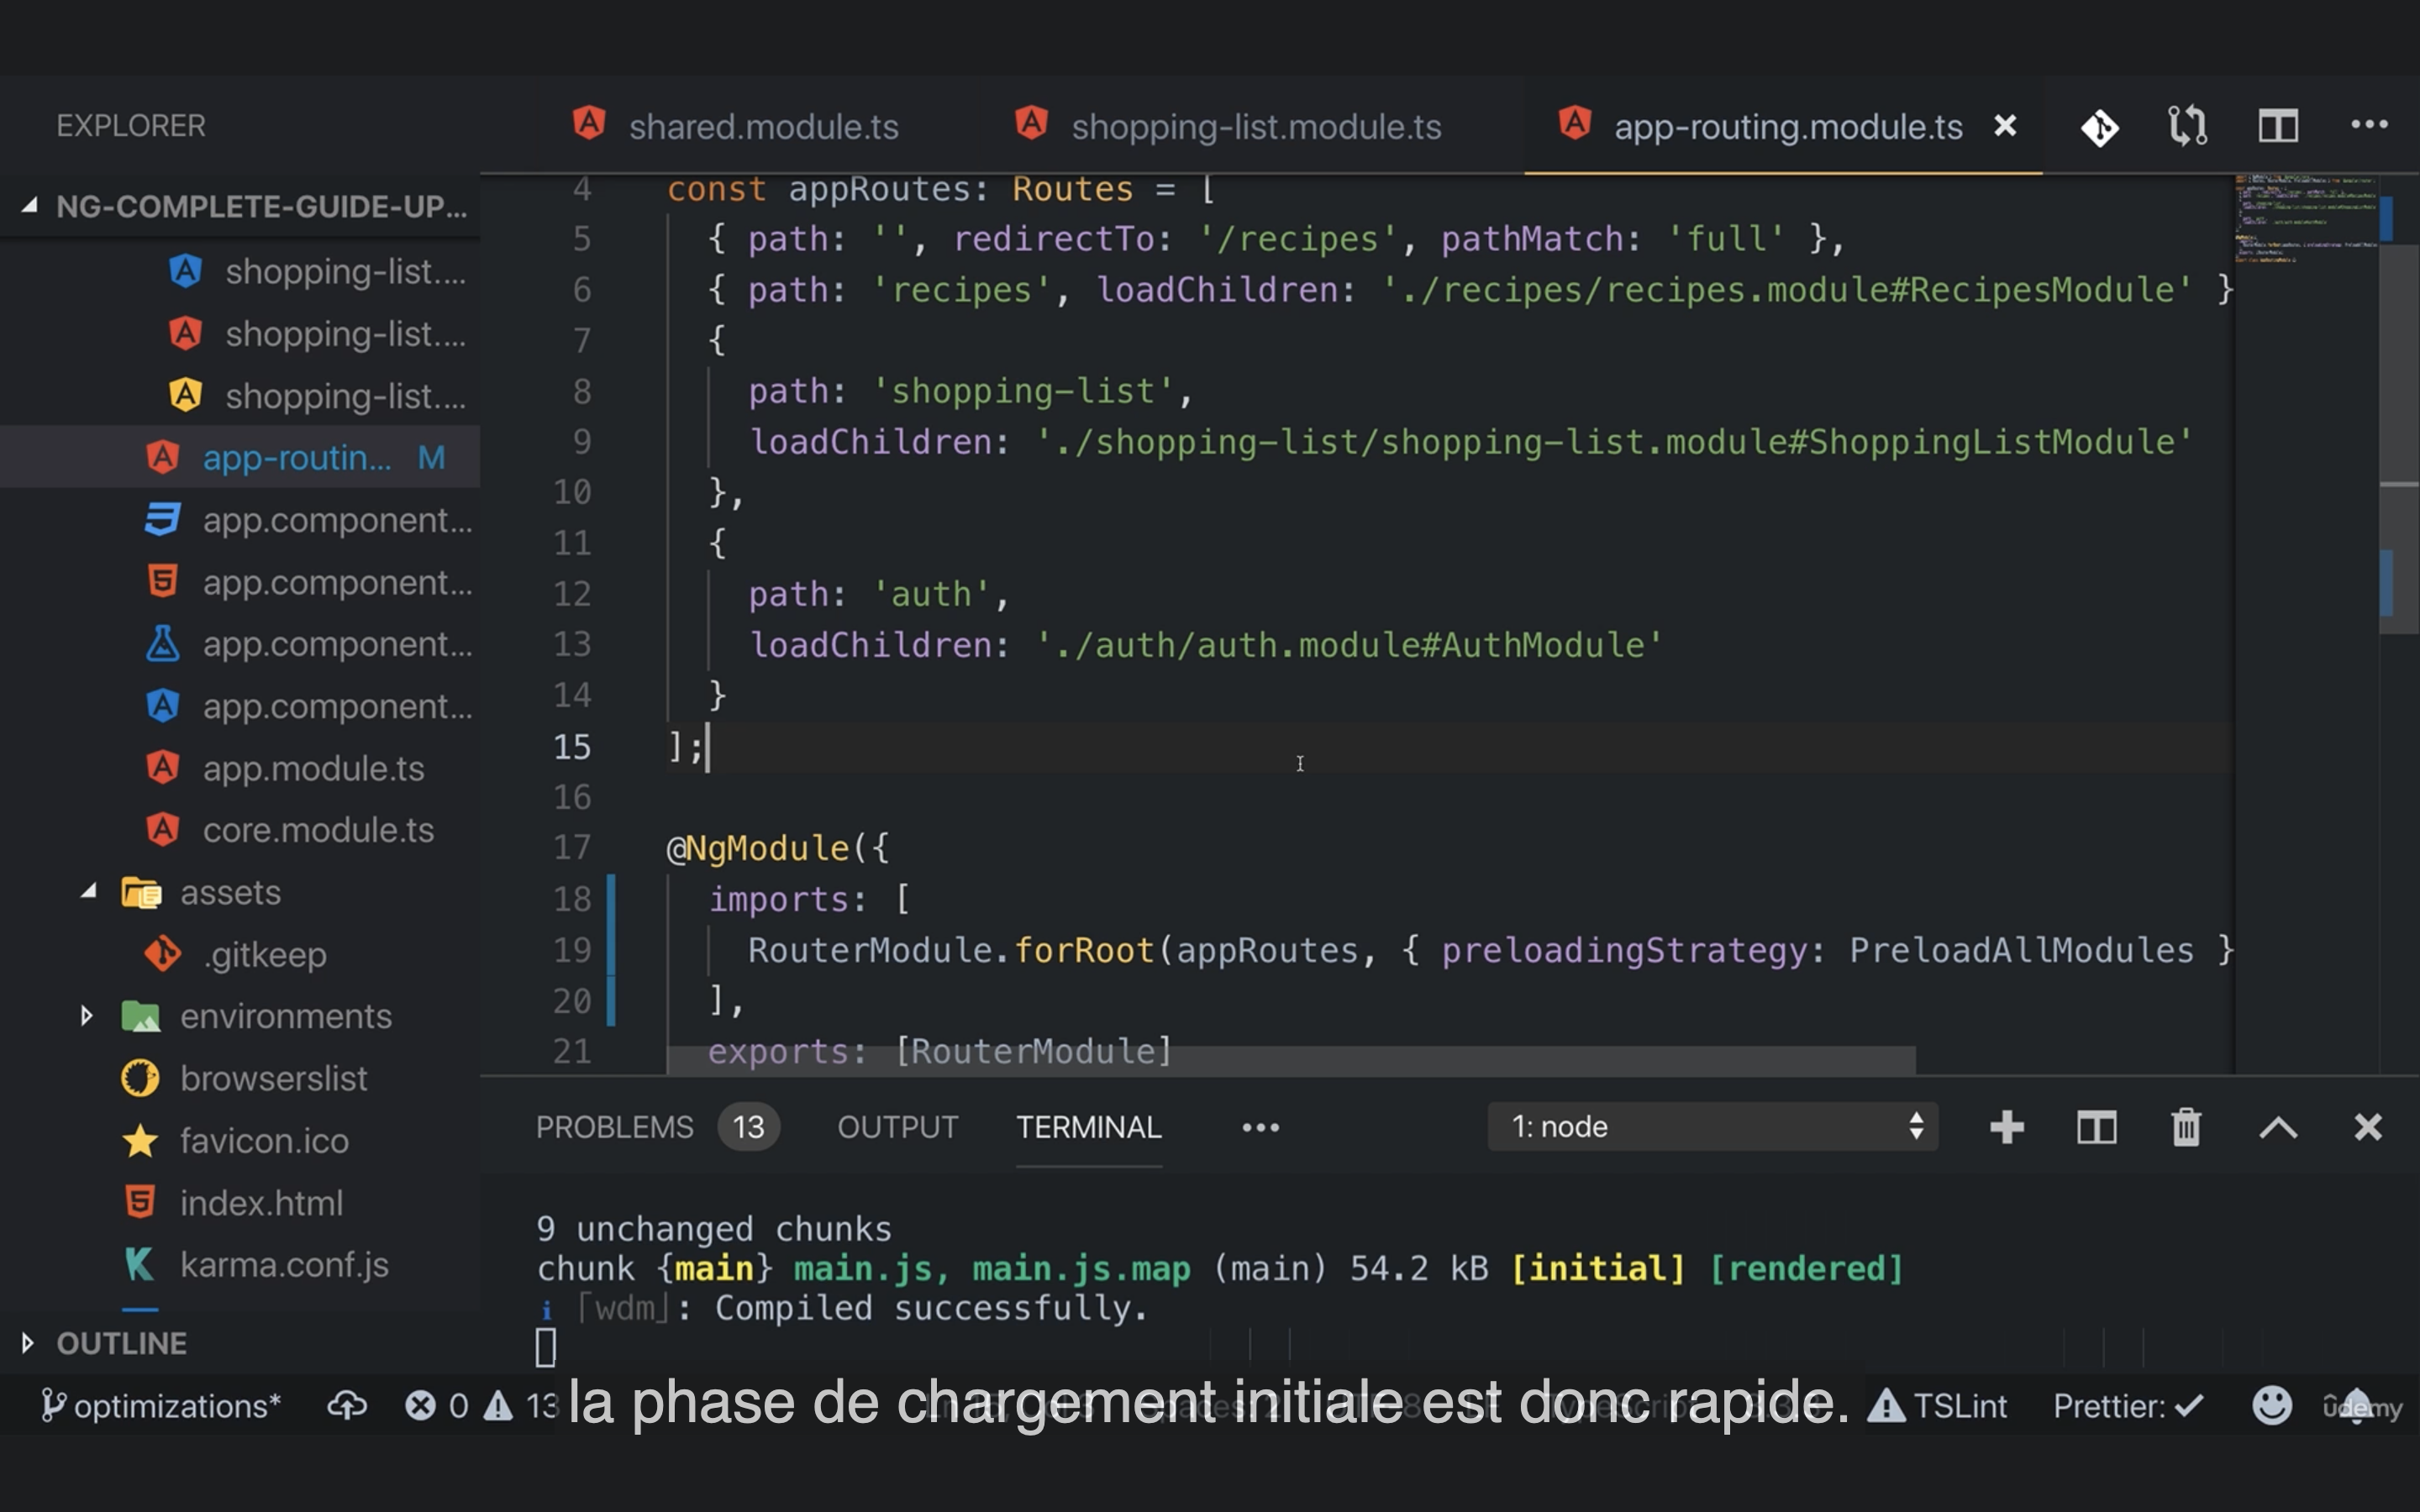 EXPLORER
shared.module.ts
shopping-list.module.ts
app-routing.module.ts
NG-COMPLETE-GUIDE-UP...
shopping-list....
shopping-list....
shopping-list....
app-routin... M
app.component...
app.component...
app.component...
app.component...
app.module.ts
core.module.ts
assets
.gitkeep
environments
browserslist
favicon.ico
index.html
karma.conf.js
OUTLINE
4 const appRoutes: Routes = [
5 { path: '', redirectTo: '/recipes', pathMatch: 'full' },
6 { path: 'recipes', loadChildren: './recipes/recipes.module#RecipesModule' }
7 {
8 path: 'shopping-list',
9 loadChildren: './shopping-list/shopping-list.module#ShoppingListModule'
10 },
11 {
12 path: 'auth',
13 loadChildren: './auth/auth.module#AuthModule'
14 }
15 ];
16
17 @NgModule({
18 imports: [
19 RouterModule.forRoot(appRoutes, { preloadingStrategy: PreloadAllModules }
20 ],
21 exports: [RouterModule]
PROBLEMS 13 OUTPUT TERMINAL 1: node
9 unchanged chunks
chunk {main} main.js, main.js.map (main) 54.2 kB [initial] [rendered]
i ｢wdm｣: Compiled successfully.
optimizations* 0 13
la phase de chargement initiale est donc rapide.
TSLint Prettier: ✓
ûdemy